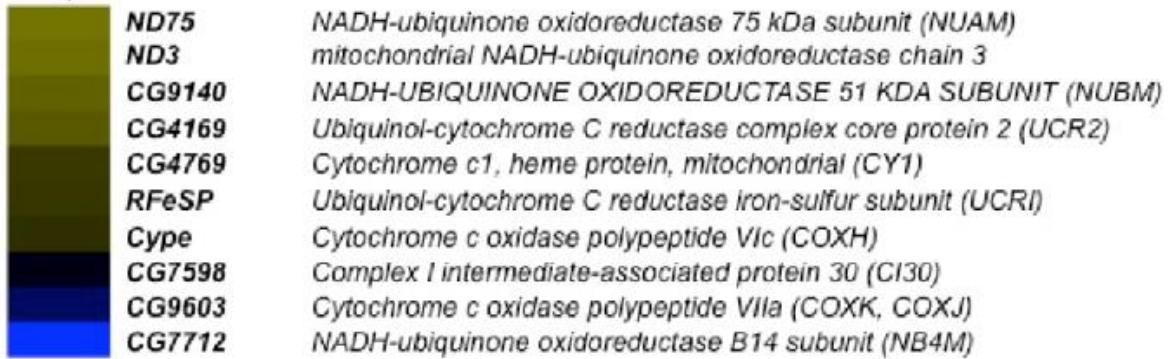 ND75 NADH-ubiquinone oxidoreductase 75 kDa subunit (NUAM)
ND3 mitochondrial NADH-ubiquinone oxidoreductase chain 3
CG9140 NADH-UBIQUINONE OXIDOREDUCTASE 51 KDA SUBUNIT (NUBM)
CG4169 Ubiquinol-cytochrome C reductase complex core protein 2 (UCR2)
CG4769 Cytochrome c1, heme protein, mitochondrial (CY1)
RFeSP Ubiquinol-cytochrome C reductase iron-sulfur subunit (UCRI)
Cype Cytochrome c oxidase polypeptide VIc (COXH)
CG7598 Complex I intermediate-associated protein 30 (CI30)
CG9603 Cytochrome c oxidase polypeptide VIIa (COXK, COXJ)
CG7712 NADH-ubiquinone oxidoreductase B14 subunit (NB4M)